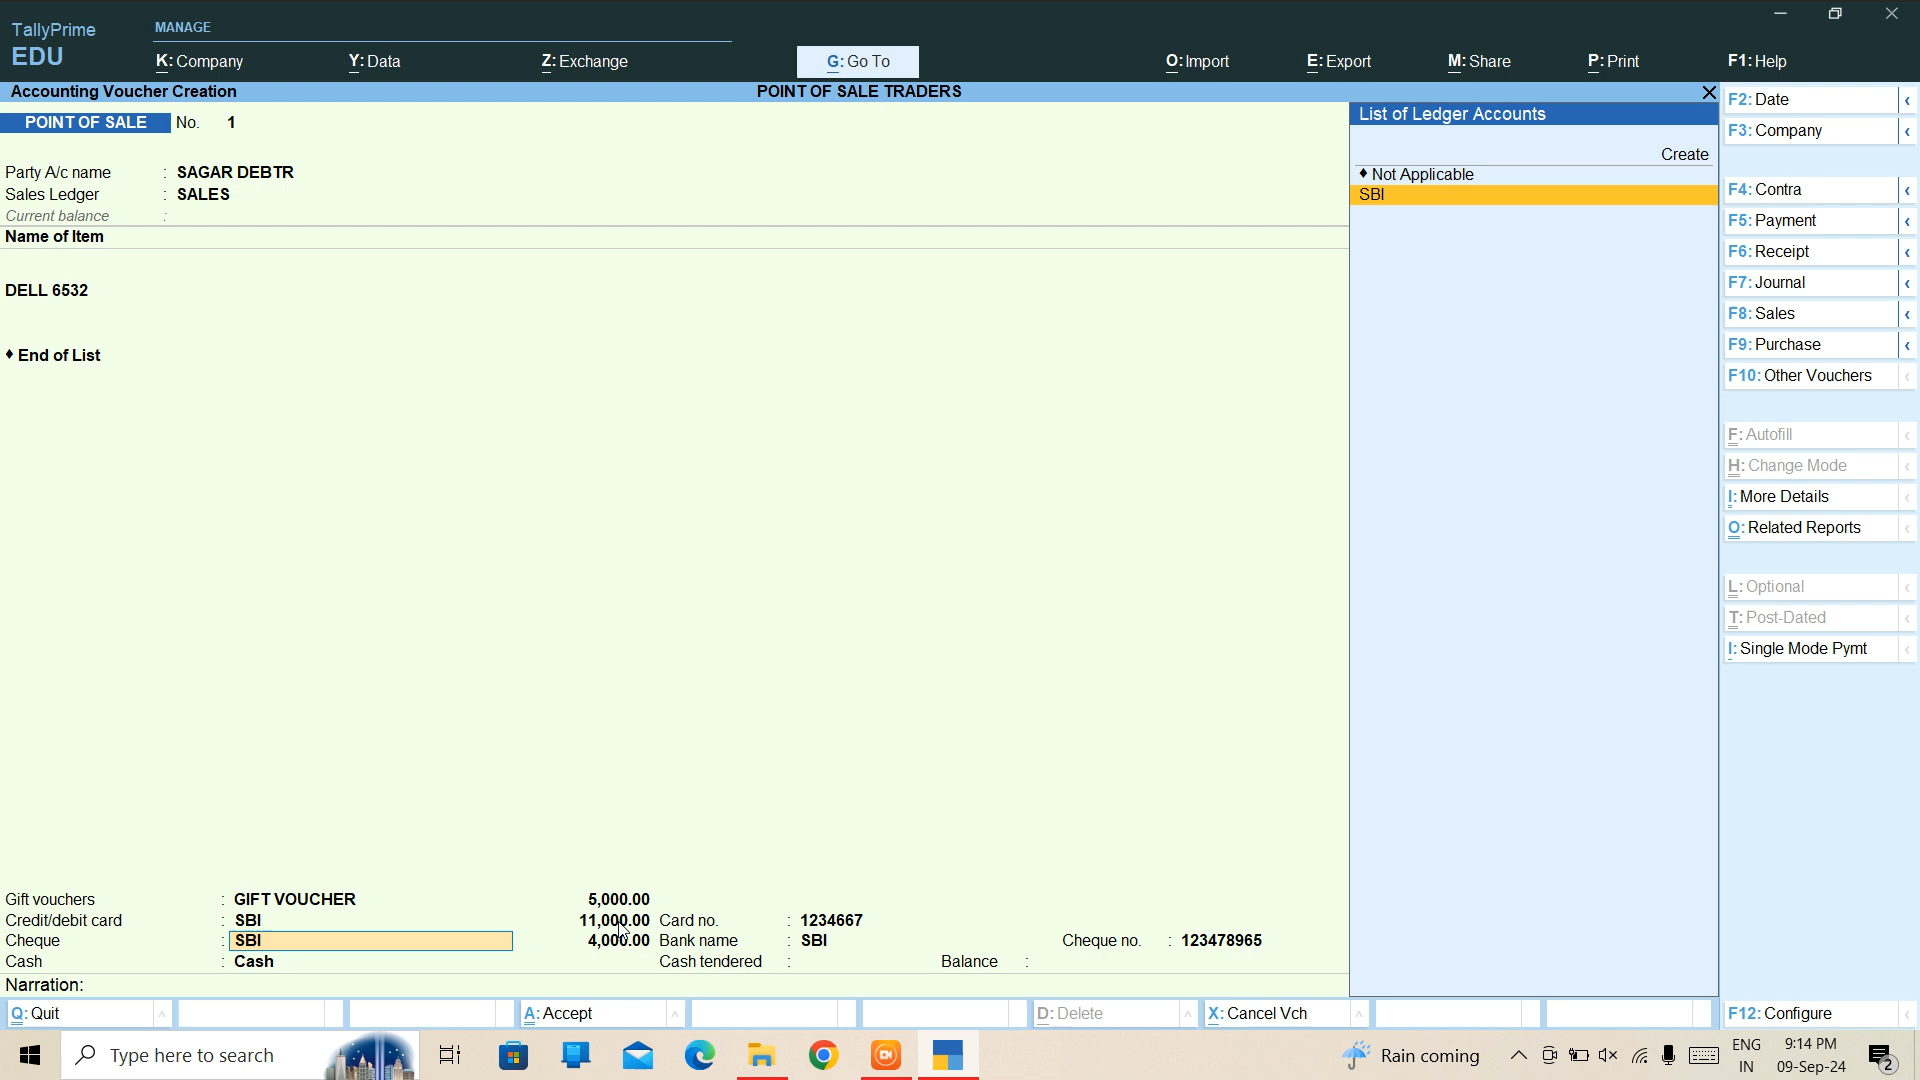 TallyPrime
EDU
MANAGE
K: Company
Y: Data
Z: Exchange
G: Go To
O: Import
E: Export
M: Share
P: Print
F1: Help
Accounting Voucher Creation
POINT OF SALE TRADERS
POINT OF SALE No. 1
Party A/c name : SAGAR DEBTR
Sales Ledger : SALES
Current balance :
Name of Item
DELL 6532
♦ End of List
List of Ledger Accounts
Create
♦ Not Applicable
SBI
F2: Date
F3: Company
F4: Contra
F5: Payment
F6: Receipt
F7: Journal
F8: Sales
F9: Purchase
F10: Other Vouchers
F: Autofill
H: Change Mode
I: More Details
O: Related Reports
L: Optional
T: Post-Dated
I: Single Mode Pymt
F12: Configure
Gift vouchers : GIFT VOUCHER 5,000.00
Credit/debit card : SBI 11,000.00 Card no. : 1234667
Cheque : SBI 4,000.00 Bank name : SBI Cheque no. : 123478965
Cash : Cash Cash tendered : Balance :
Narration:
Q: Quit
A: Accept
D: Delete
X: Cancel Vch
Type here to search
Rain coming
ENG
IN
9:14 PM
09-Sep-24
2